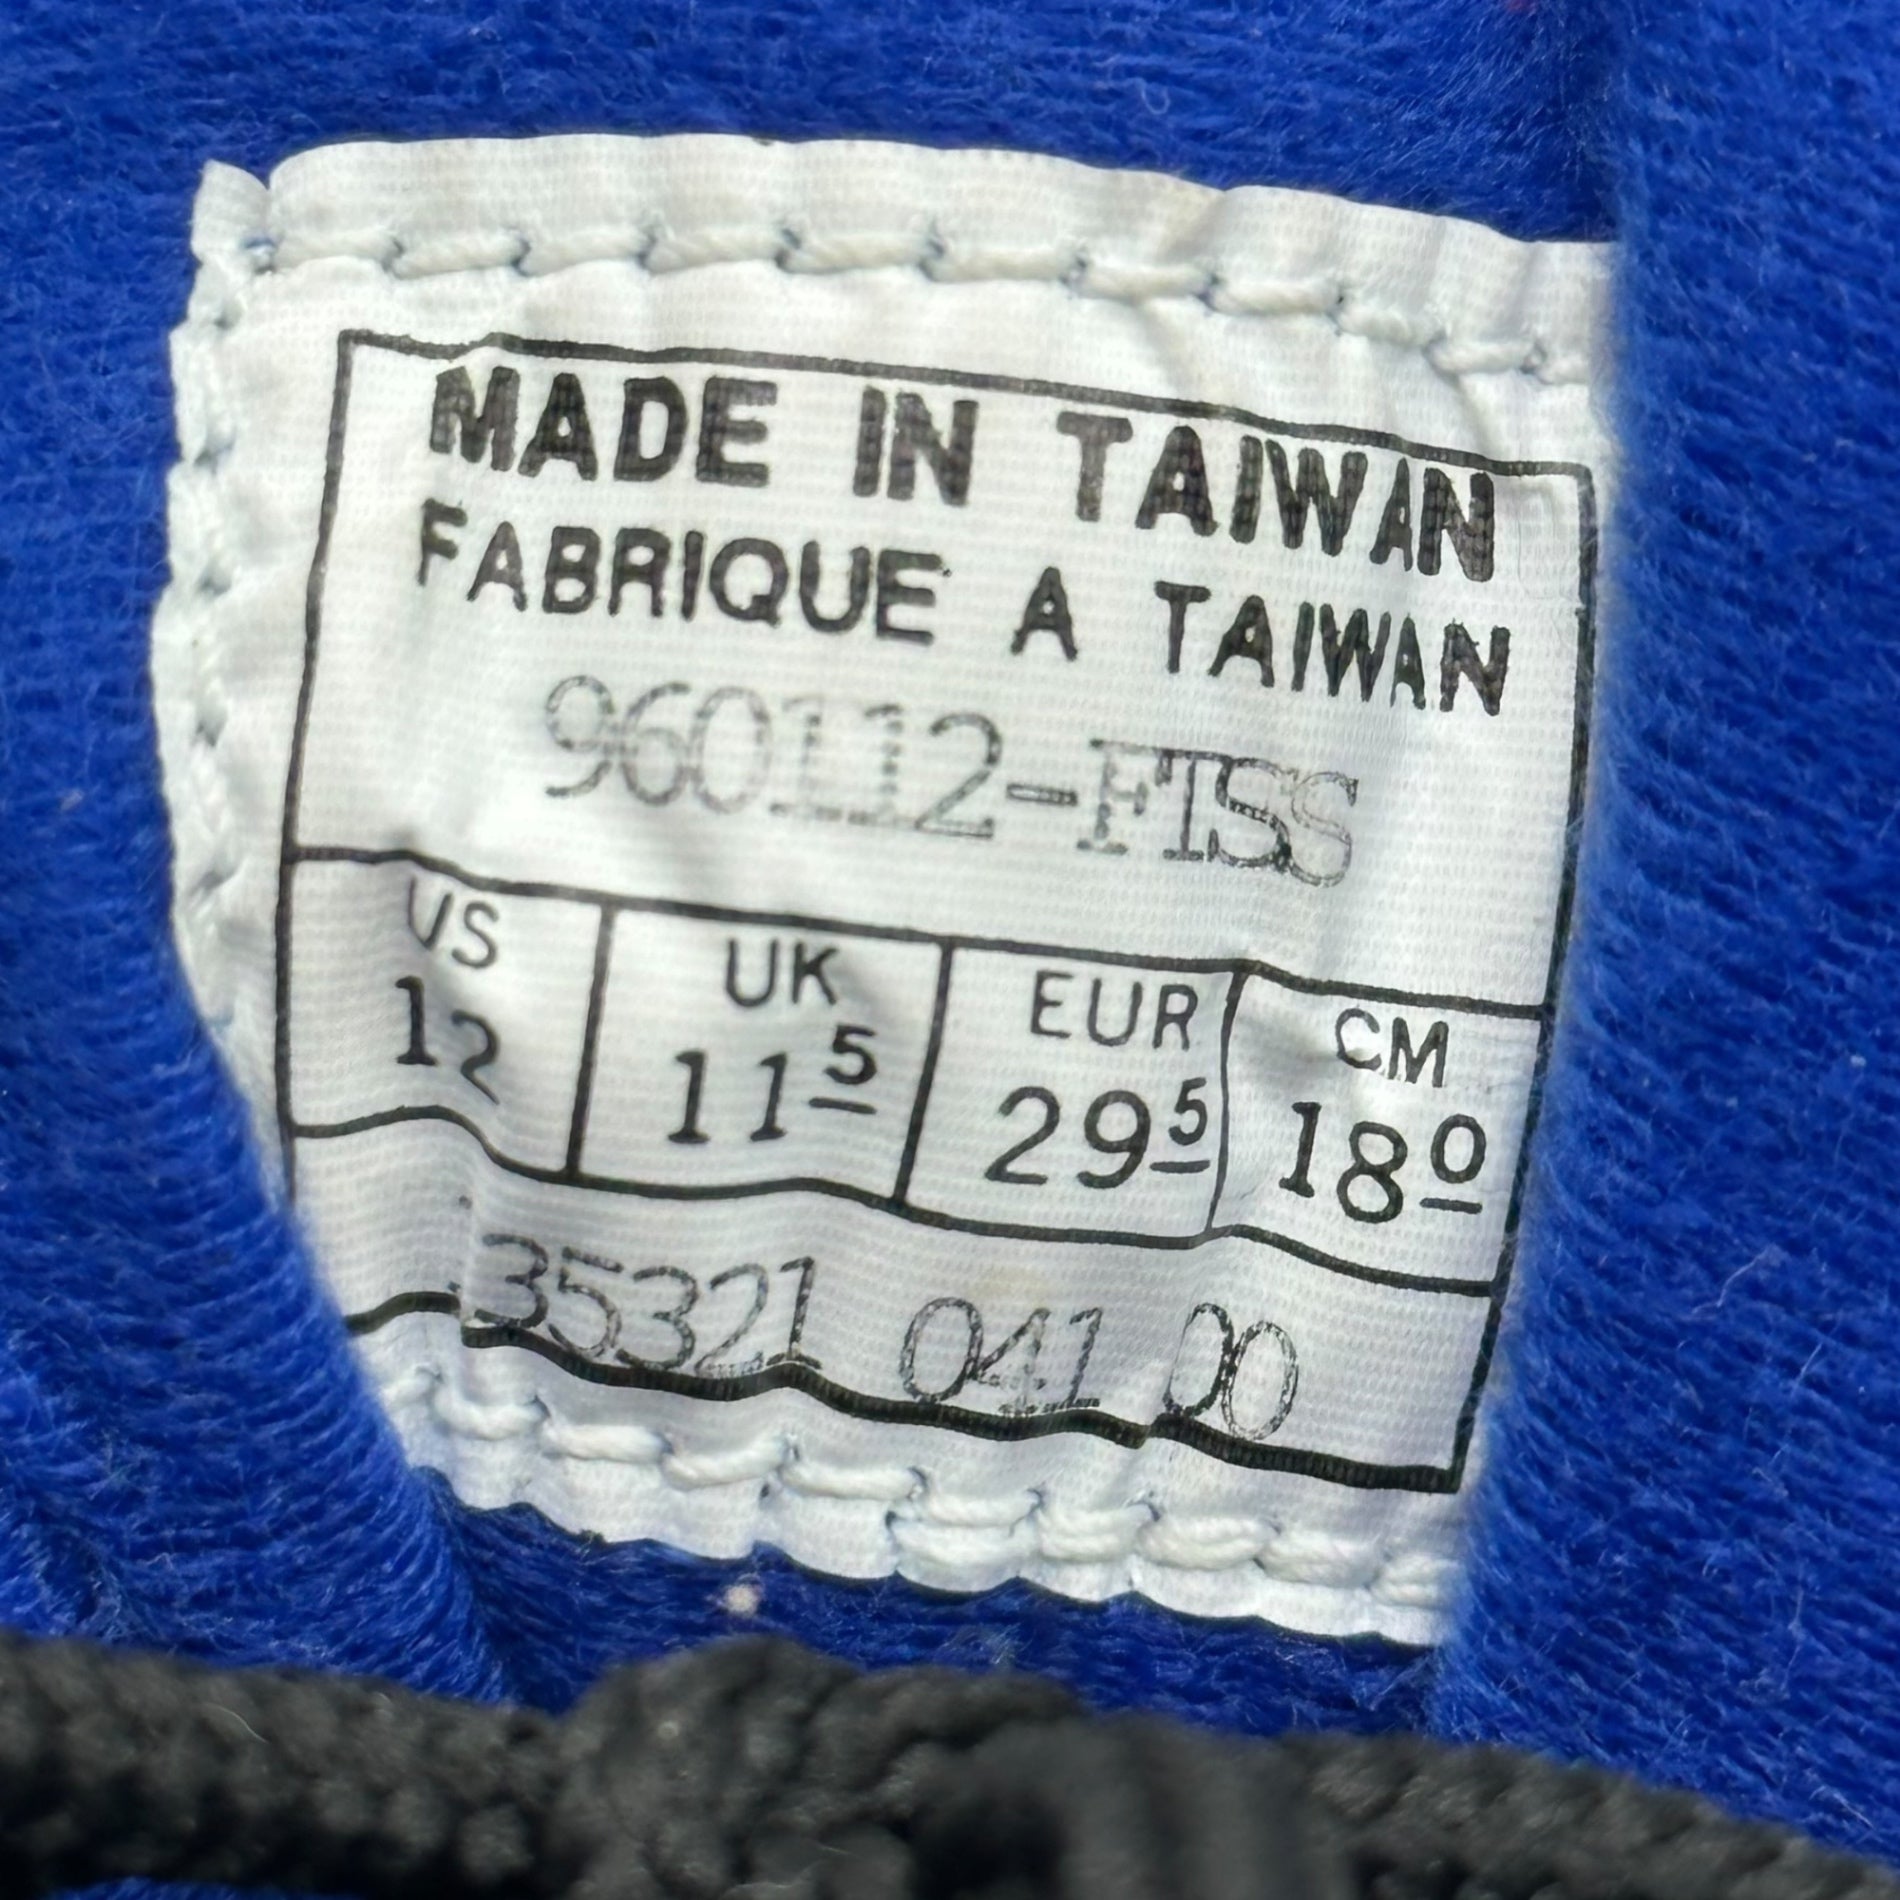 MADE IN TAIWAN
FABRIQUE A TAIWAN
960112-FTSS
US UK EUR CM
12 11 5 29 5 18 0
35321 041 00